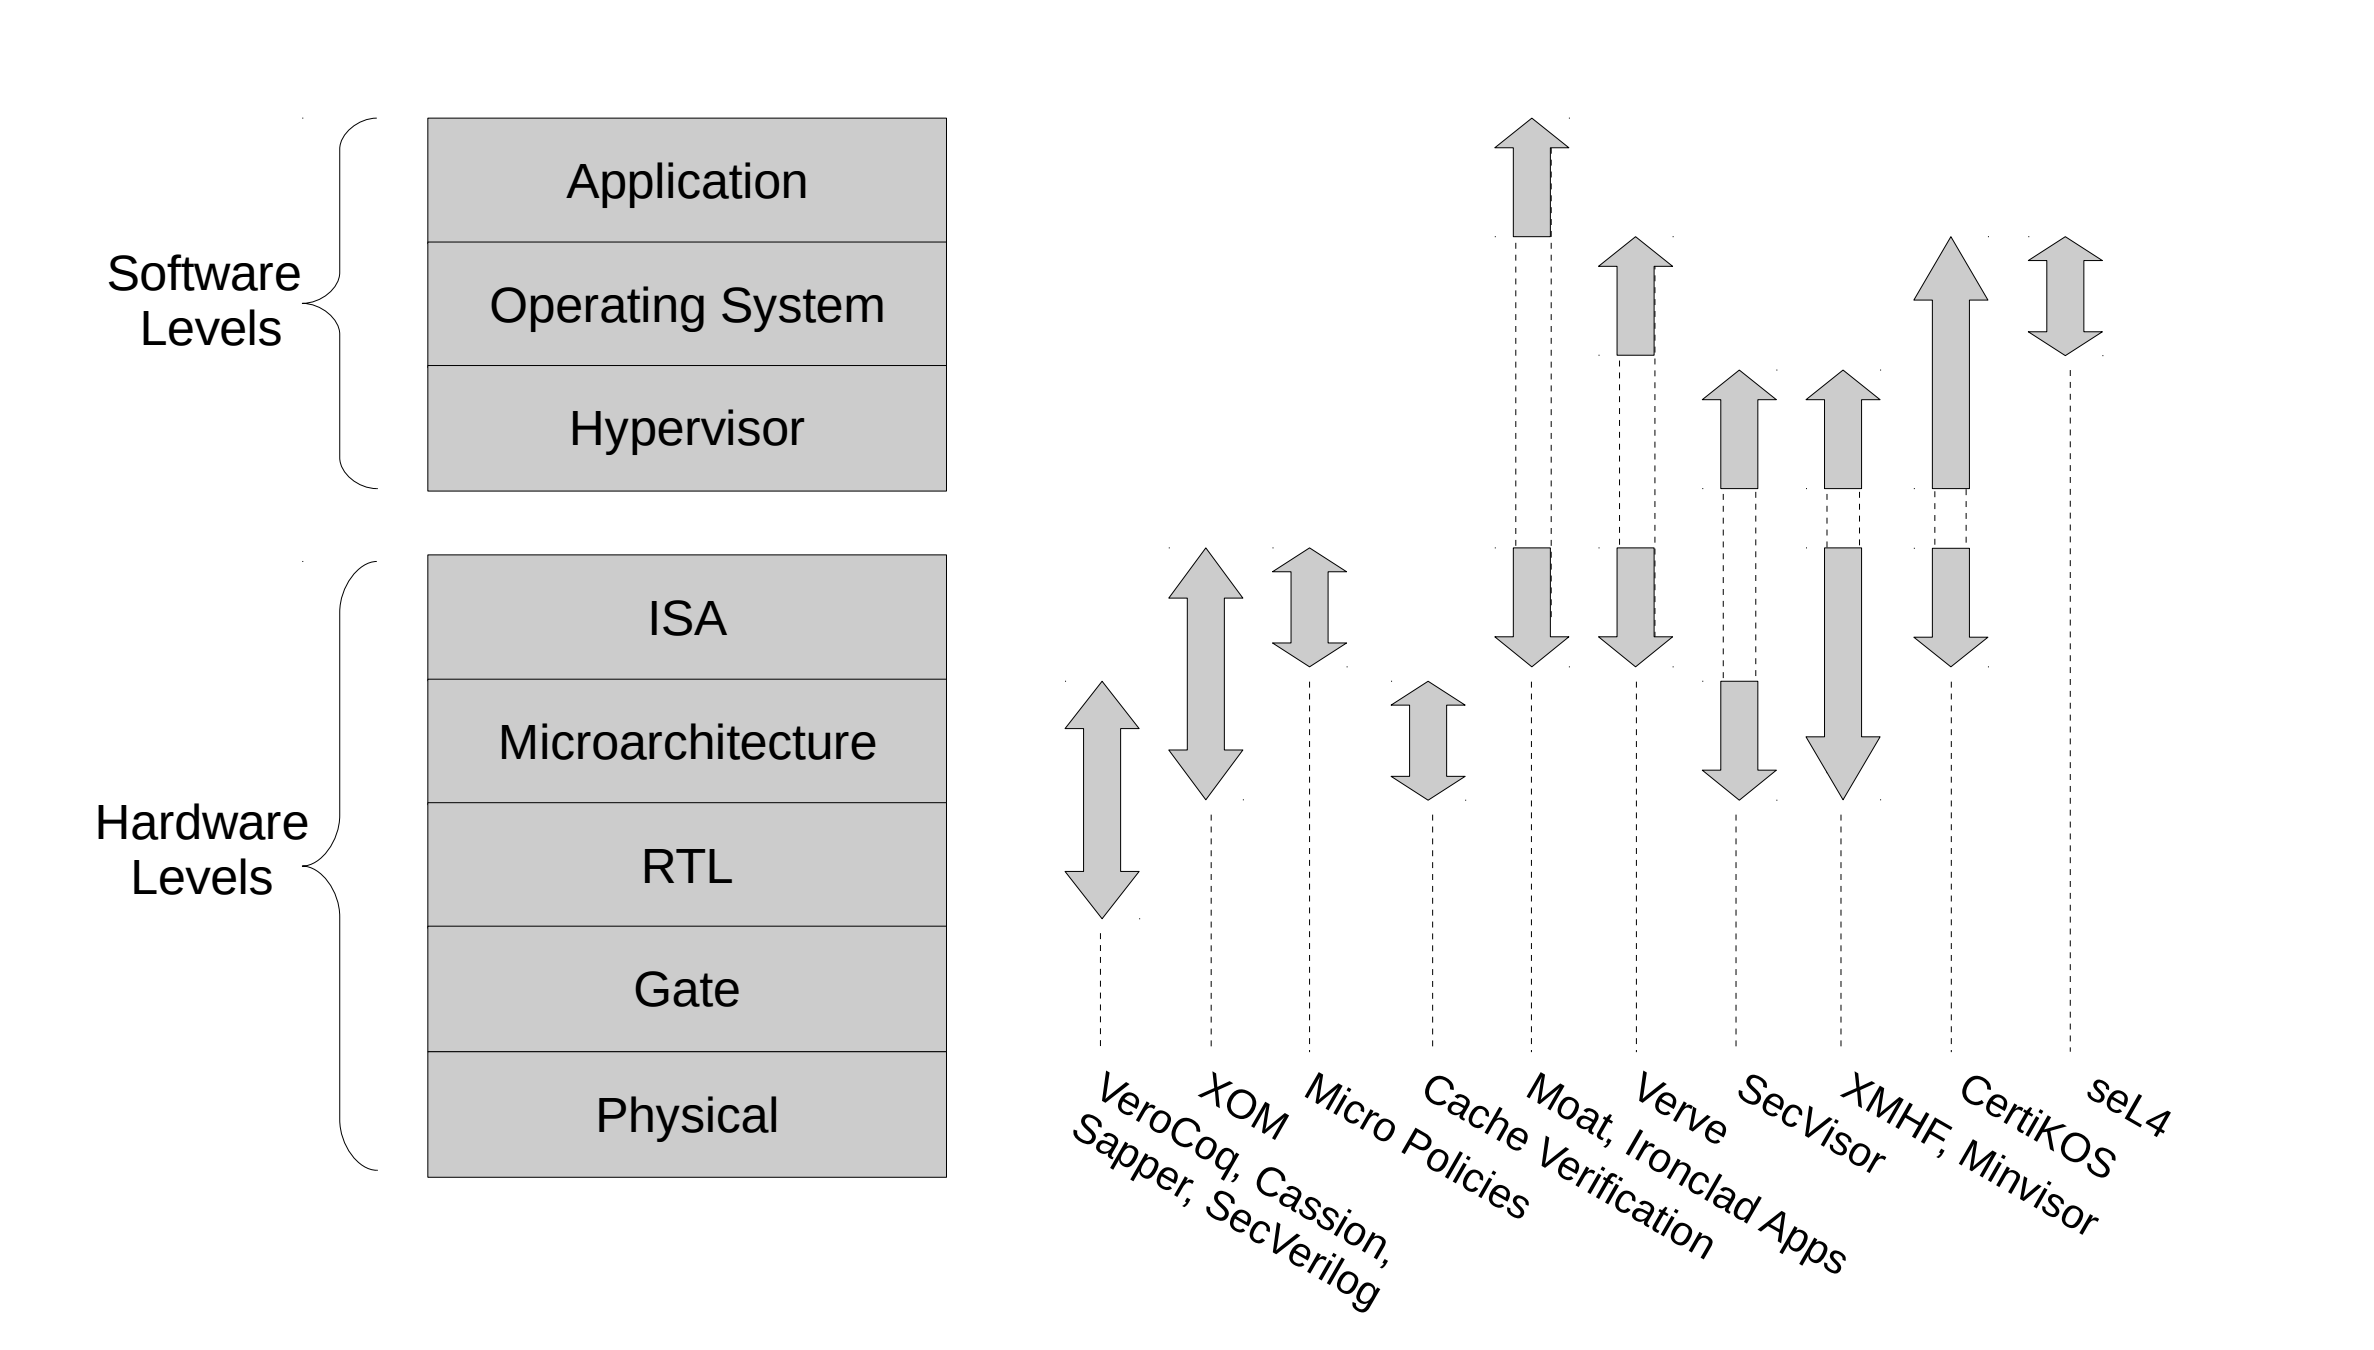 Application
Software
Levels
Operating System
Hypervisor
ISA
Microarchitecture
Hardware
Levels
RTL
Gate
Physical
VeroCoq, Cassion,
Sapper, SecVerilog
XOM
Micro Policies
Cache Verification
Moat, Ironclad Apps
Verve
SecVisor
XMHF, Minvisor
CertiKOS
seL4